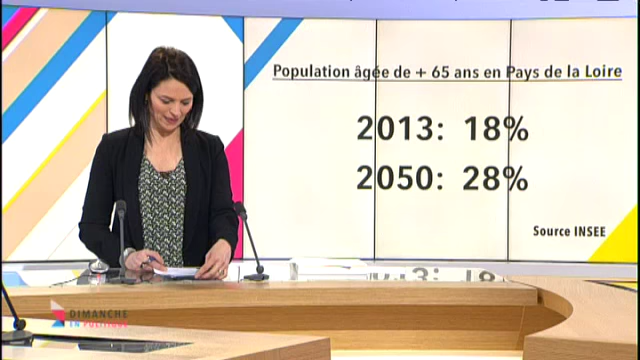 Population âgée de + 65 ans en Pays de la Loire
2013: 18%
2050: 28%
Source INSEE
DIMANCHE
EN POLITIQUE